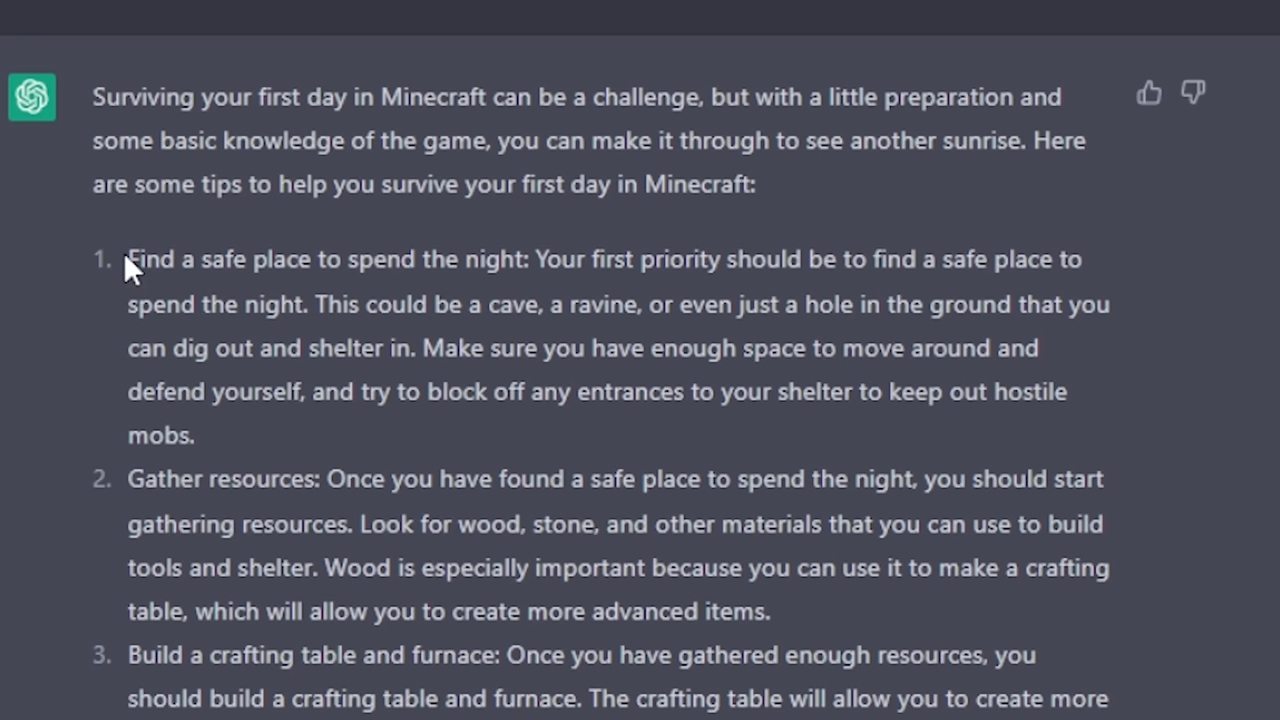 Surviving your first day in Minecraft can be a challenge, but with a little preparation and
some basic knowledge of the game, you can make it through to see another sunrise. Here
are some tips to help you survive your first day in Minecraft:
1. Find a safe place to spend the night: Your first priority should be to find a safe place to
spend the night. This could be a cave, a ravine, or even just a hole in the ground that you
can dig out and shelter in. Make sure you have enough space to move around and
defend yourself, and try to block off any entrances to your shelter to keep out hostile
mobs.
2. Gather resources: Once you have found a safe place to spend the night, you should start
gathering resources. Look for wood, stone, and other materials that you can use to build
tools and shelter. Wood is especially important because you can use it to make a crafting
table, which will allow you to create more advanced items.
3. Build a crafting table and furnace: Once you have gathered enough resources, you
should build a crafting table and furnace. The crafting table will allow you to create more